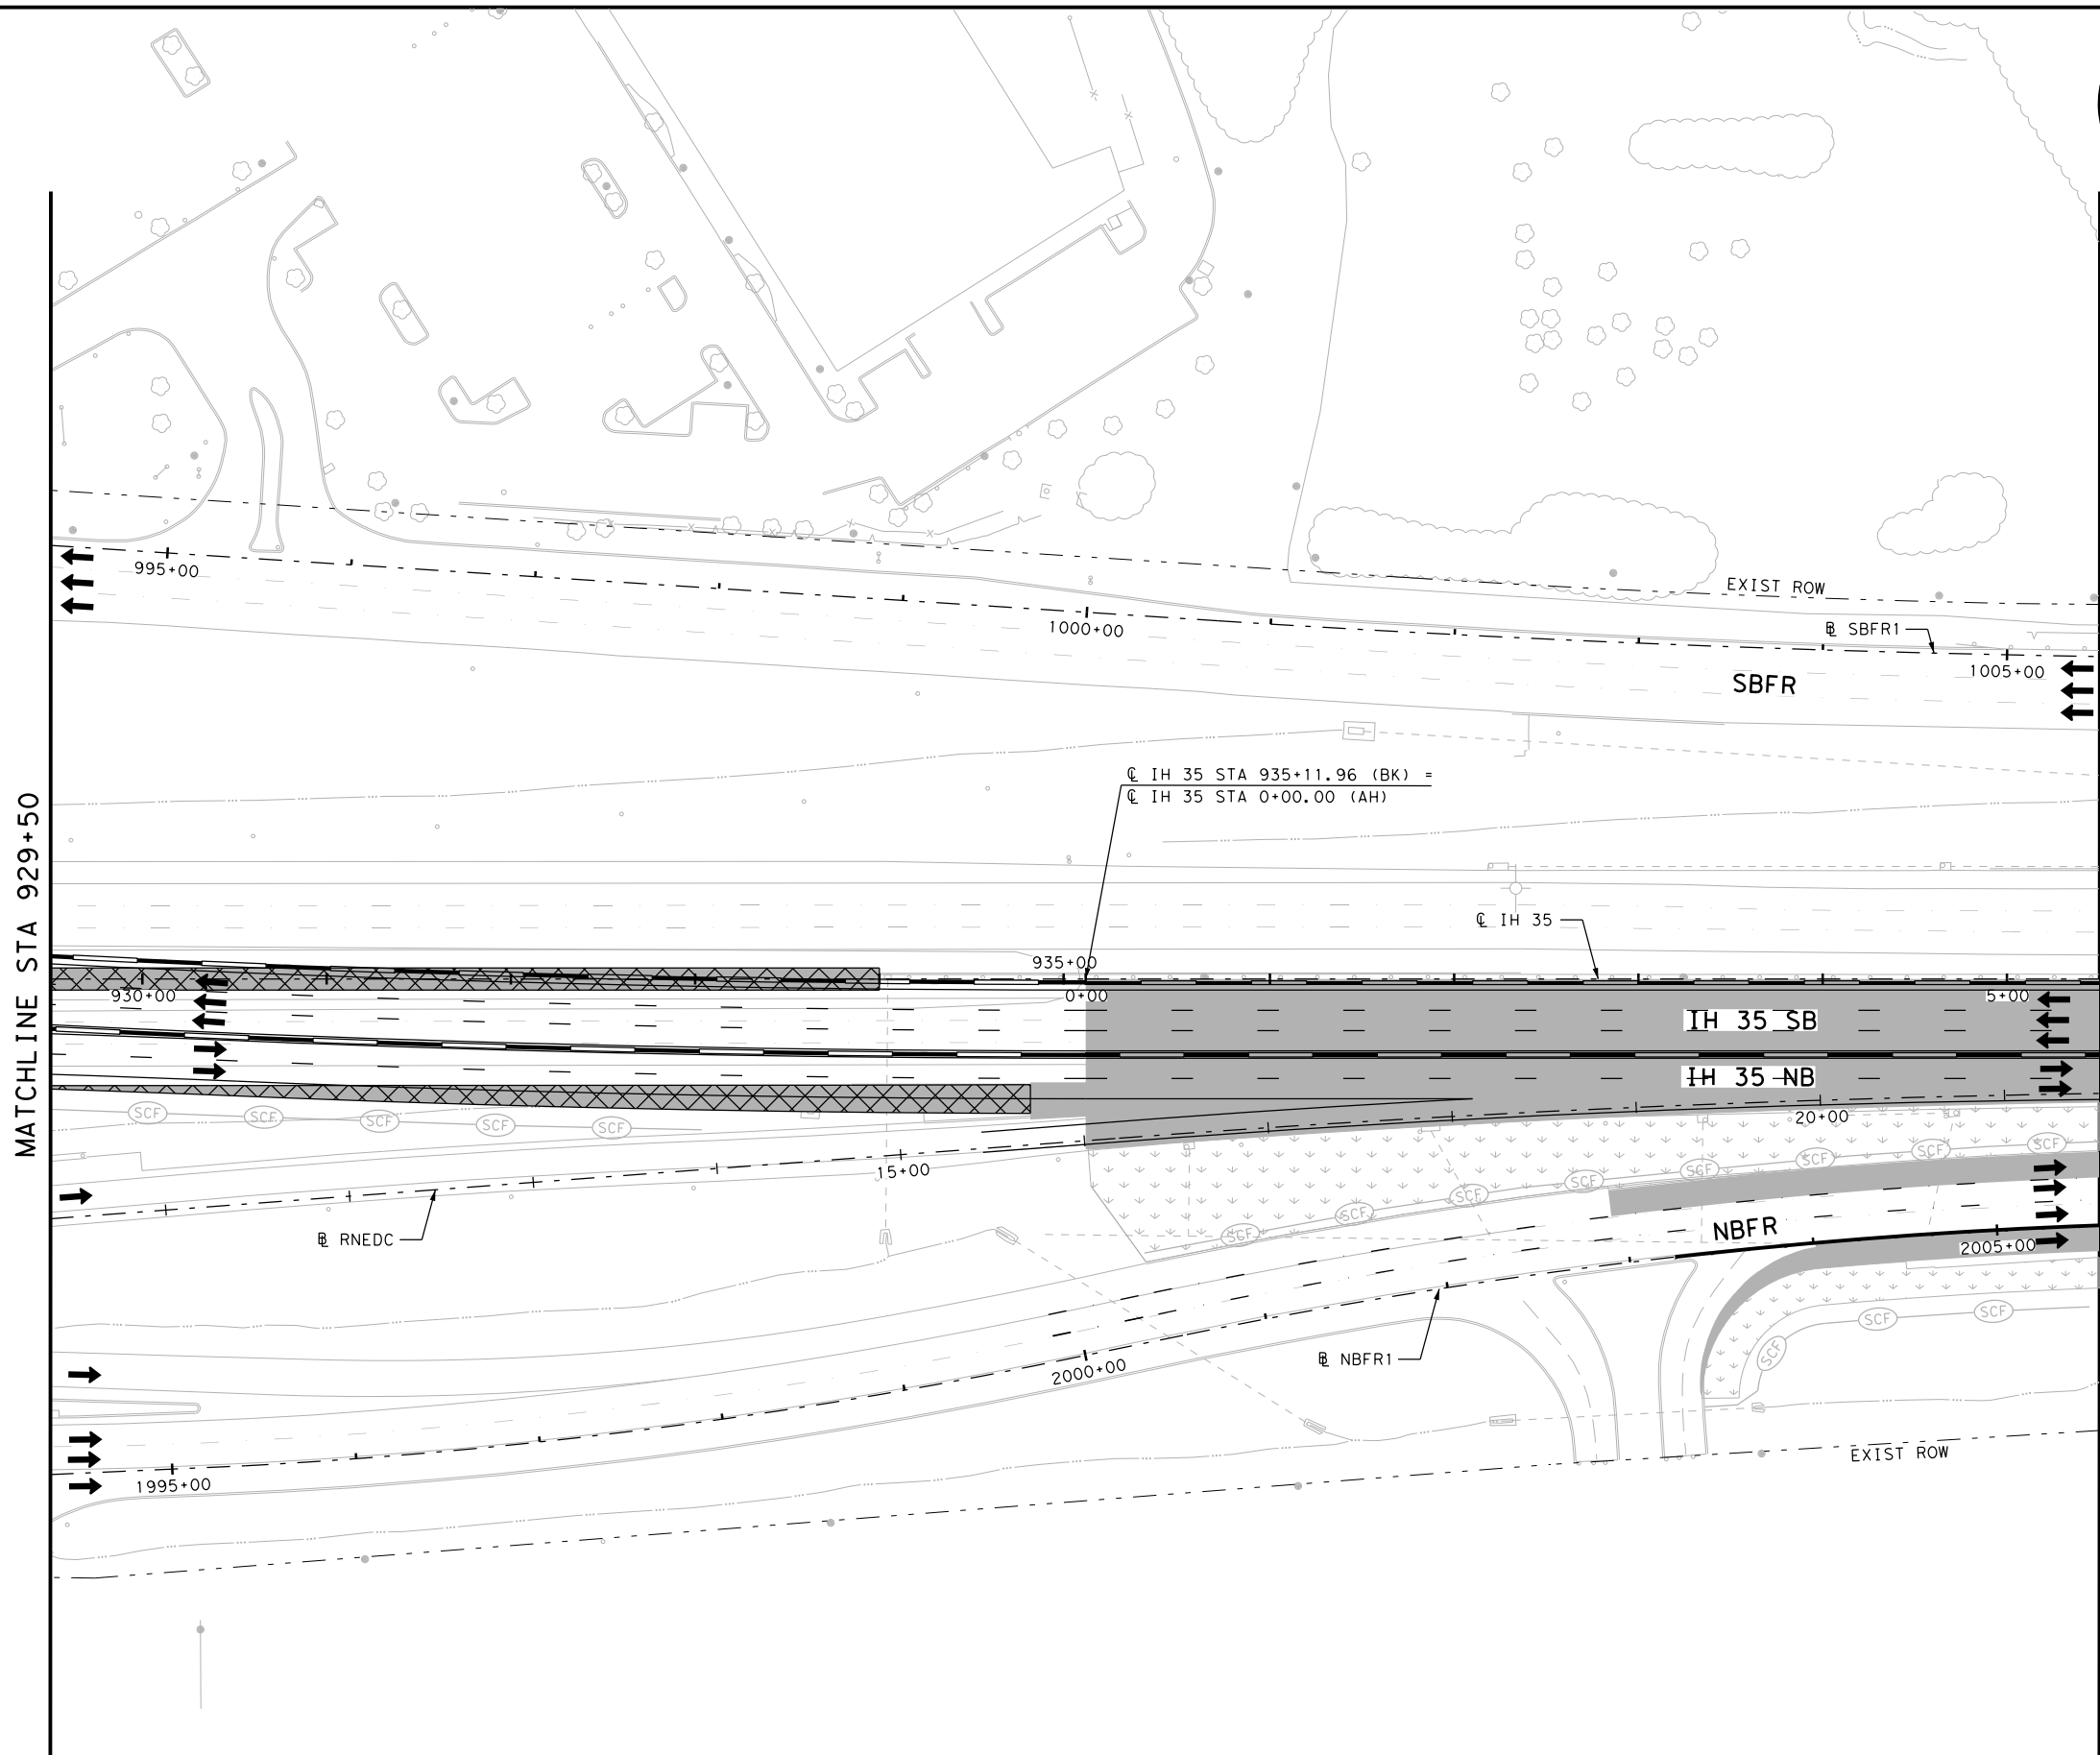 MATCHLINE STA 929+50
995+00
1000+00
EXIST ROW
℄ SBFR1
1005+00
SBFR
℄ IH 35 STA 935+11.96 (BK) =
℄ IH 35 STA 0+00.00 (AH)
℄ IH 35
935+00
930+00
0+00
5+00
IH 35 SB
IH 35 NB
SCF
SCF
SCF
SCF
SCF
20+00
15+00
SCF
SCF
SCF
SCF
SCF
SCF
SCF
SCF
NBFR
2005+00
℄ RNEDC
SCF
SCF
SCF
2000+00
℄ NBFR1
EXIST ROW
1995+00